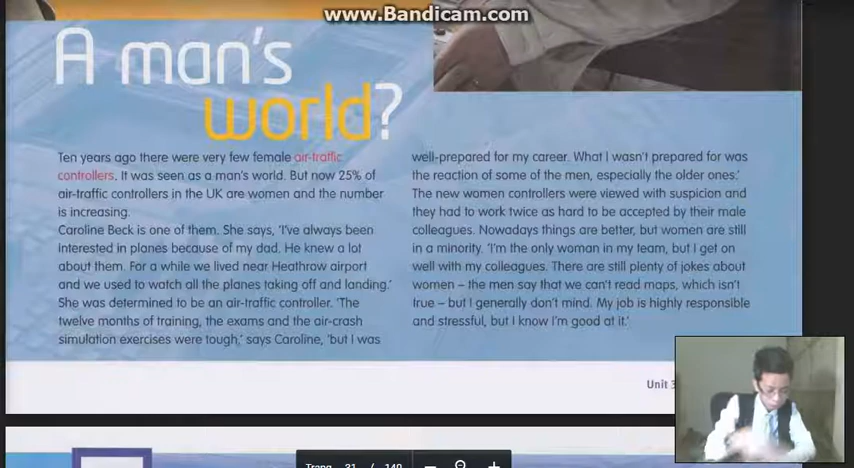 www.Bandicam.com
A man's
world?
Ten years ago there were very few female air-traffic
controllers. It was seen as a man's world. But now 25% of
air-traffic controllers in the UK are women and the number
is increasing.
Caroline Beck is one of them. She says, 'I've always been
interested in planes because of my dad. He knew a lot
about them. For a while we lived near Heathrow airport
and we used to watch all the planes taking off and landing.'
She was determined to be an air-traffic controller. 'The
twelve months of training, the exams and the air-crash
simulation exercises were tough,' says Caroline, 'but I was
well-prepared for my career. What I wasn't prepared for was
the reaction of some of the men, especially the older ones.'
The new women controllers were viewed with suspicion and
they had to work twice as hard to be accepted by their male
colleagues. Nowadays things are better, but women are still
in a minority. 'I'm the only woman in my team, but I get on
well with my colleagues. There are still plenty of jokes about
women – the men say that we can't read maps, which isn't
true – but I generally don't mind. My job is highly responsible
and stressful, but I know I'm good at it.'
Unit 3
Trang 31 / 140